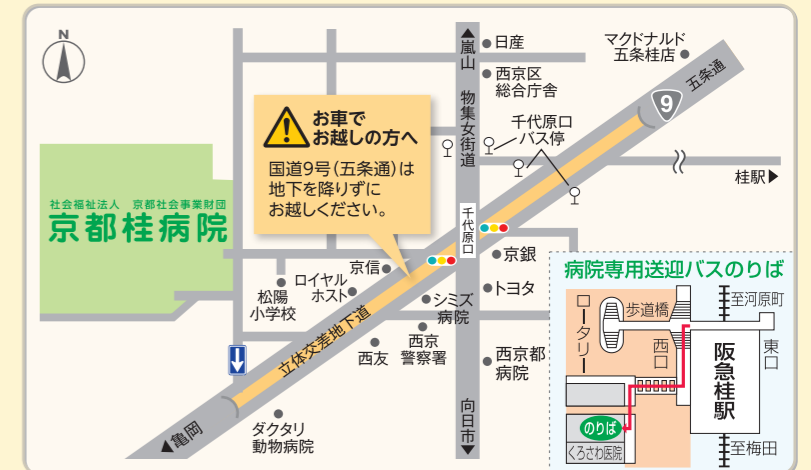 N
▲嵐山
物集女街道
日産
西京区
総合庁舎
マクドナルド
五条桂店
五条通
9
お車で
お越しの方へ
国道9号(五条通)は
地下を降りずに
お越しください。
千代原口
バス停
桂駅▶
社会福祉法人 京都社会事業財団
京都桂病院
千代原口
京銀
京信
ロイヤル
ホスト
松陽
小学校
トヨタ
シミズ
病院
立体交差地下道
西友
西京
警察署
西京都
病院
向日市▼
▲亀岡
ダクタリ
動物病院
病院専用送迎バスのりば
ロータリー
歩道橋
至河原町
西口
阪急桂駅
東口
のりば
くろさわ医院
至梅田